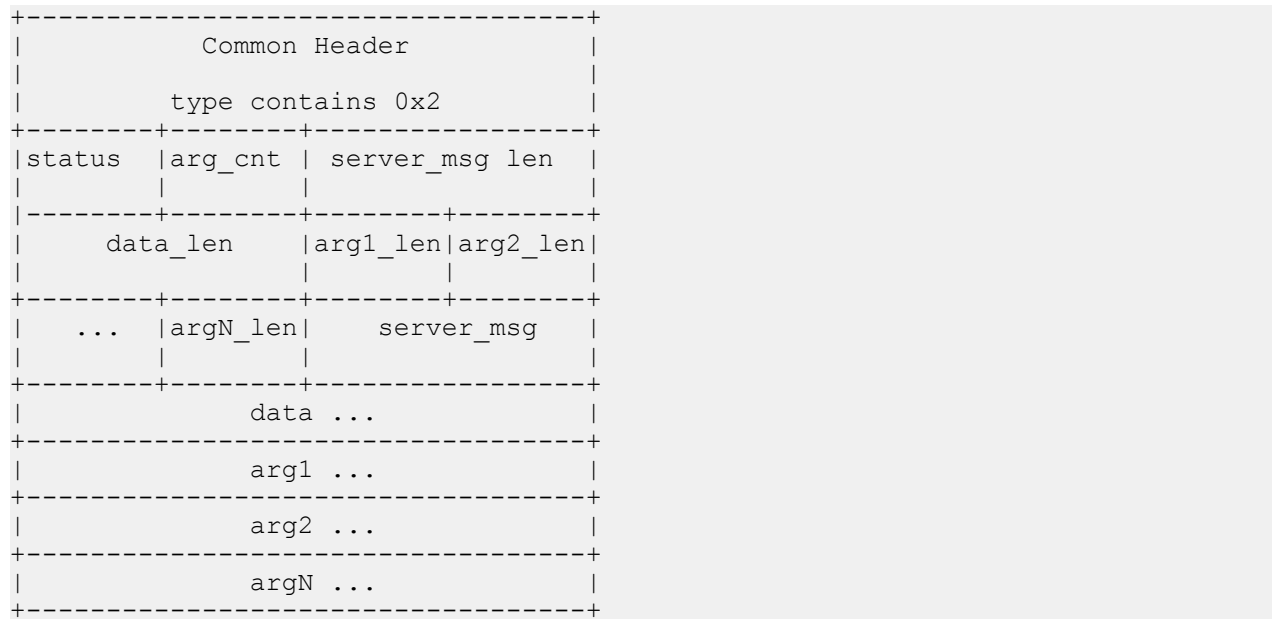 Common Header
type contains 0x2
status arg_cnt server_msg len
data_len arg1_len arg2_len
... argN_len server_msg
data ...
arg1 ...
arg2 ...
argN ...